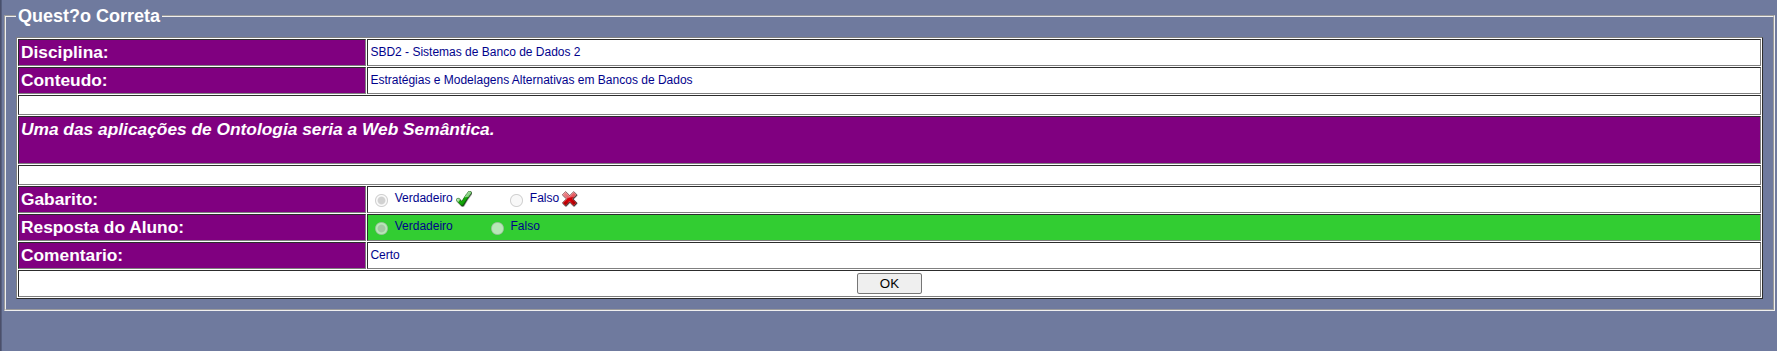 Quest?o Correta
Disciplina: SBD2 - Sistemas de Banco de Dados 2
Conteudo: Estratégias e Modelagens Alternativas em Bancos de Dados
Uma das aplicações de Ontologia seria a Web Semântica.
Gabarito: Verdadeiro Falso
Resposta do Aluno: Verdadeiro Falso
Comentario: Certo
OK